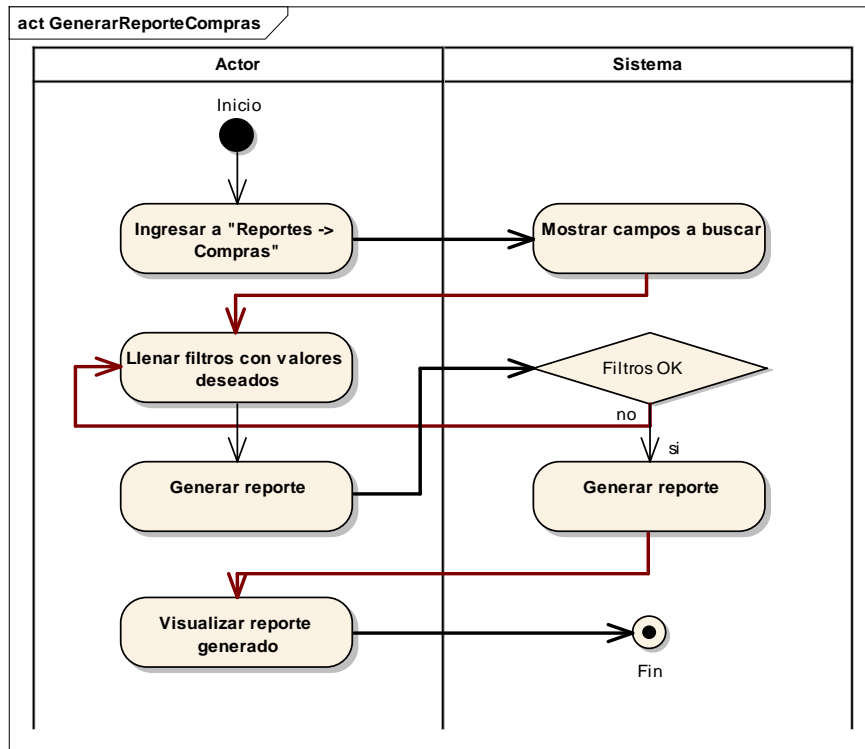 act GenerarReporteCompras
Actor
Sistema
Inicio
Ingresar a "Reportes ->
Compras"
Mostrar campos a buscar
Llenar filtros con valores
deseados
Filtros OK
no
si
Generar reporte
Generar reporte
Visualizar reporte
generado
Fin